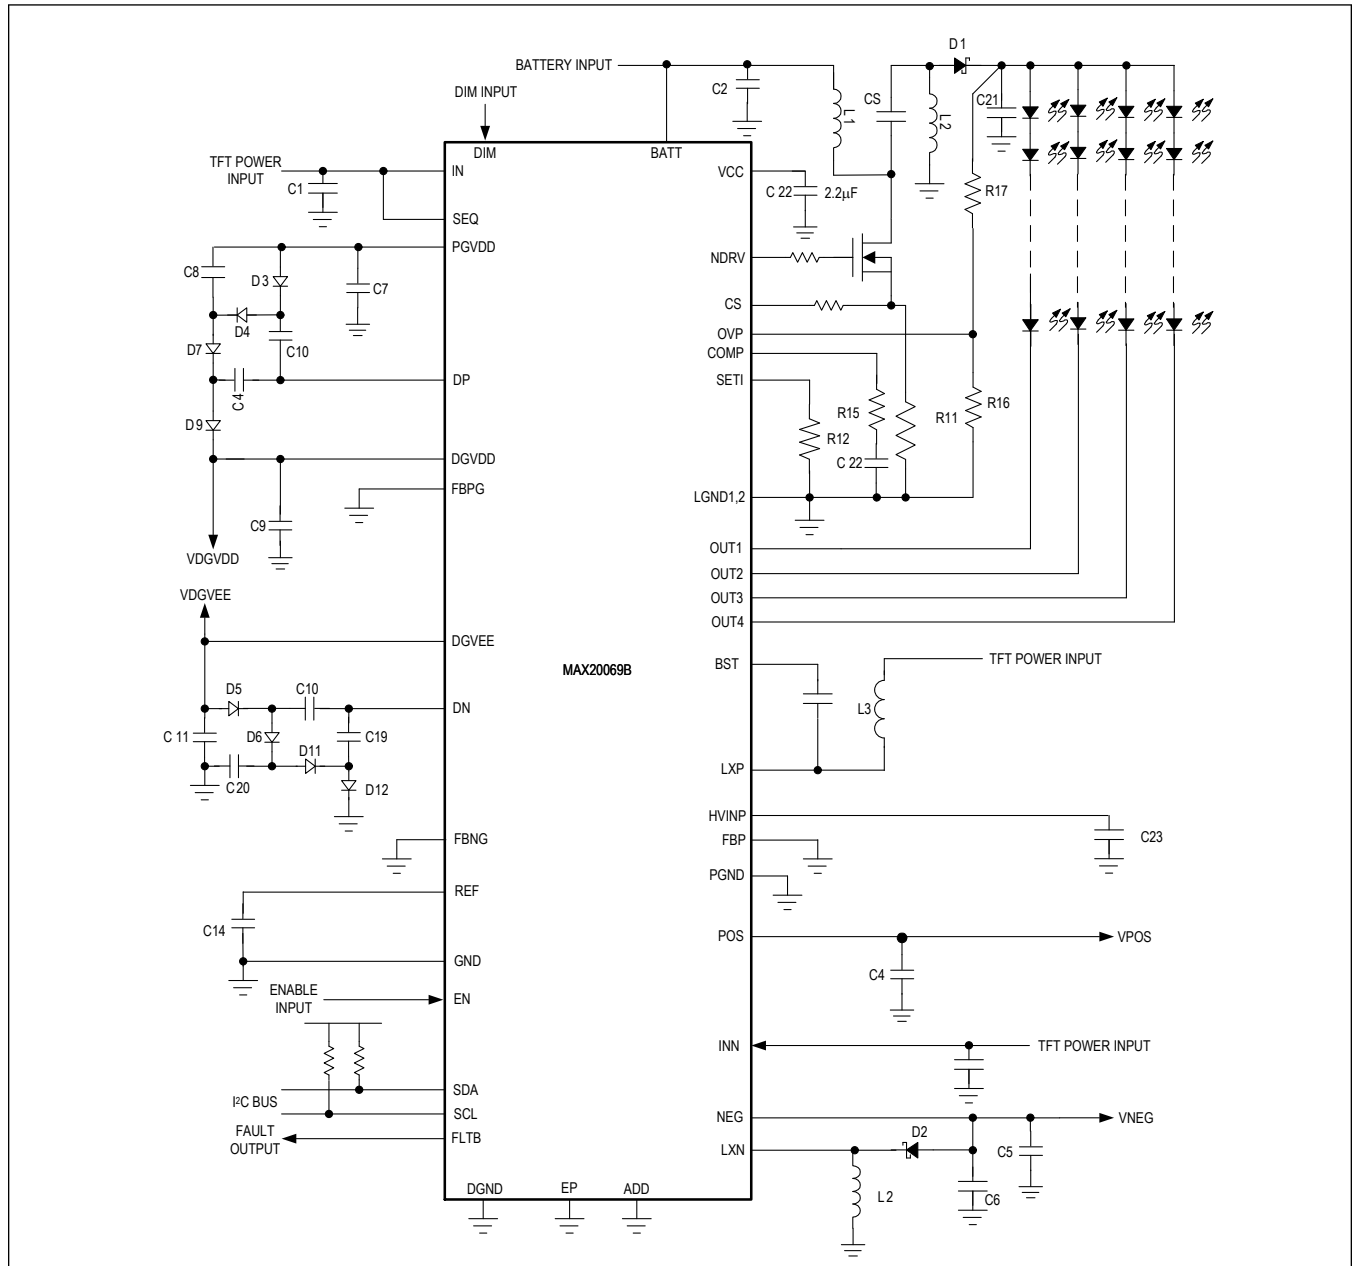 D1
BATTERY INPUT
C2
L1
CS
L2
C21
DIM INPUT
DIM
BATT
TFT POWER
INPUT
C1
IN
SEQ
VCC
C 22
2.2µF
R17
PGVDD
C8
D3
C7
D4
C10
D7
C4
DP
D9
DGVDD
FBPG
C9
VDGVDD
NDRV
CS
OVP
COMP
SETI
R15
R12
C 22
R11
R16
LGND1,2
OUT1
OUT2
OUT3
OUT4
VDGVEE
DGVEE
MAX20069B
BST
TFT POWER INPUT
L3
LXP
D5
C10
DN
C 11
D6
C19
D11
C20
D12
FBNG
HVINP
C23
FBP
PGND
REF
C14
GND
POS
VPOS
C4
ENABLE
INPUT
EN
INN
TFT POWER INPUT
SDA
I²C BUS
SCL
FAULT
OUTPUT
FLTB
NEG
VNEG
D2
C5
LXN
L2
C6
DGND
EP
ADD